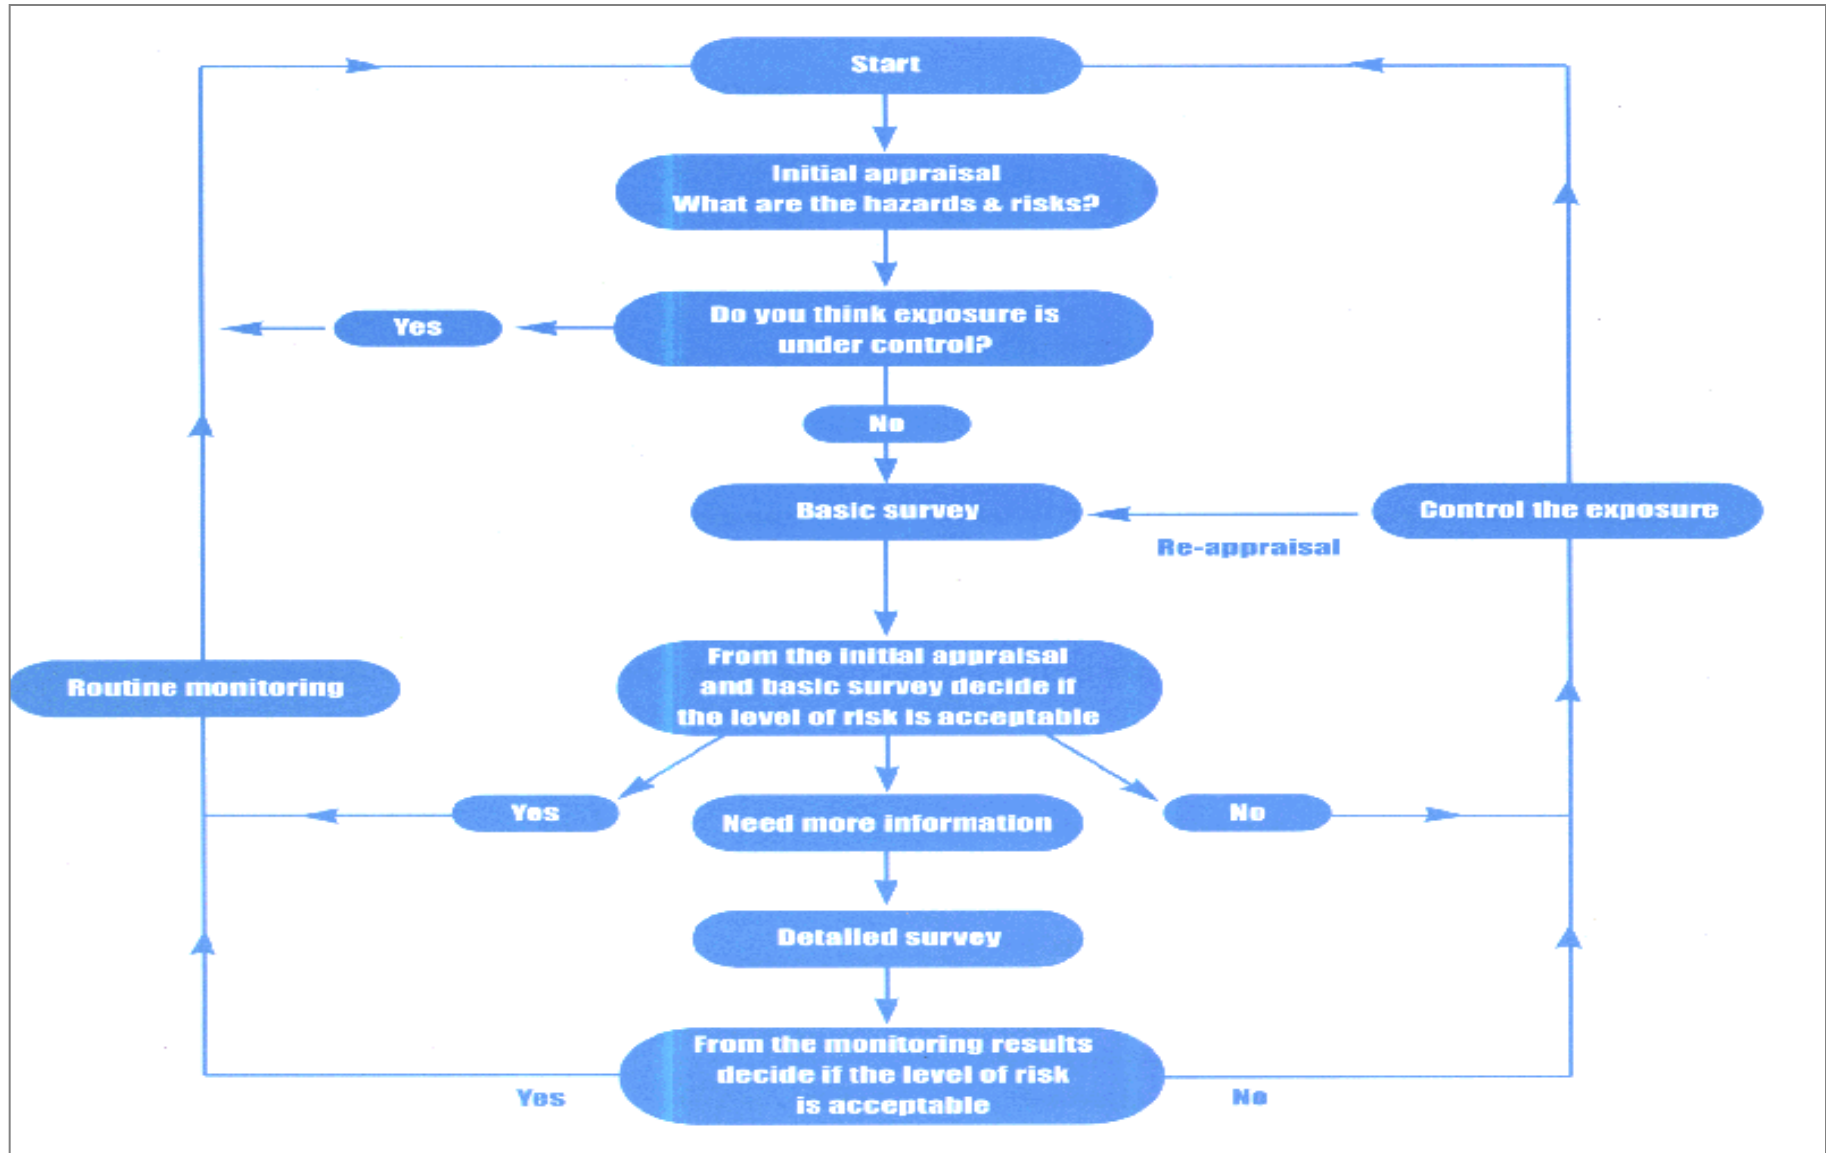 Start
Initial appraisal
What are the hazards & risks?
Do you think exposure is
under control?
Yes
No
Basic survey
Control the exposure
Re-appraisal
From the initial appraisal
and basic survey decide if
the level of risk is acceptable
Routine monitoring
Yes
Need more information
No
Detailed survey
From the monitoring results
decide if the level of risk
is acceptable
Yes
No